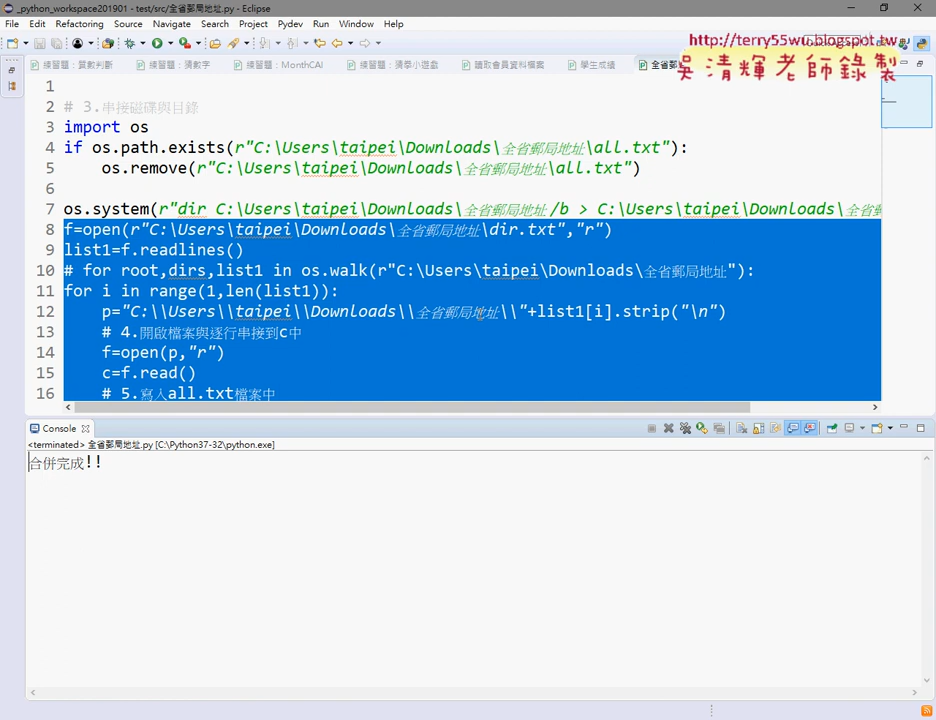 _python_workspace201901 - test/src/全省郵局地址.py - Eclipse
File Edit Refactoring Source Navigate Search Project Pydev Run Window Help
http://terry55wu.blogspot.tw
吳清輝老師錄製
練習題：質數判斷 練習題：猜數字 練習題：MonthCAI 練習題：猜拳小遊戲 讀取會員資料檔案 學生成績 全省郵
1
2 # 3.串接磁碟與目錄
3 import os
4 if os.path.exists(r"C:\Users\taipei\Downloads\全省郵局地址\all.txt"):
5 os.remove(r"C:\Users\taipei\Downloads\全省郵局地址\all.txt")
6
7 os.system(r"dir C:\Users\taipei\Downloads\全省郵局地址 /b > C:\Users\taipei\Downloads\全省郵
8 f=open(r"C:\Users\taipei\Downloads\全省郵局地址\dir.txt","r")
9 list1=f.readlines()
10 # for root,dirs,list1 in os.walk(r"C:\Users\taipei\Downloads\全省郵局地址"):
11 for i in range(1,len(list1)):
12 p="C:\\Users\\taipei\\Downloads\\全省郵局地址\\"+list1[i].strip("\n")
13 # 4.開啟檔案與逐行串接到c中
14 f=open(p,"r")
15 c=f.read()
16 # 5.寫入all.txt檔案中
Console
<terminated> 全省郵局地址.py [C:\Python37-32\python.exe]
合併完成!!